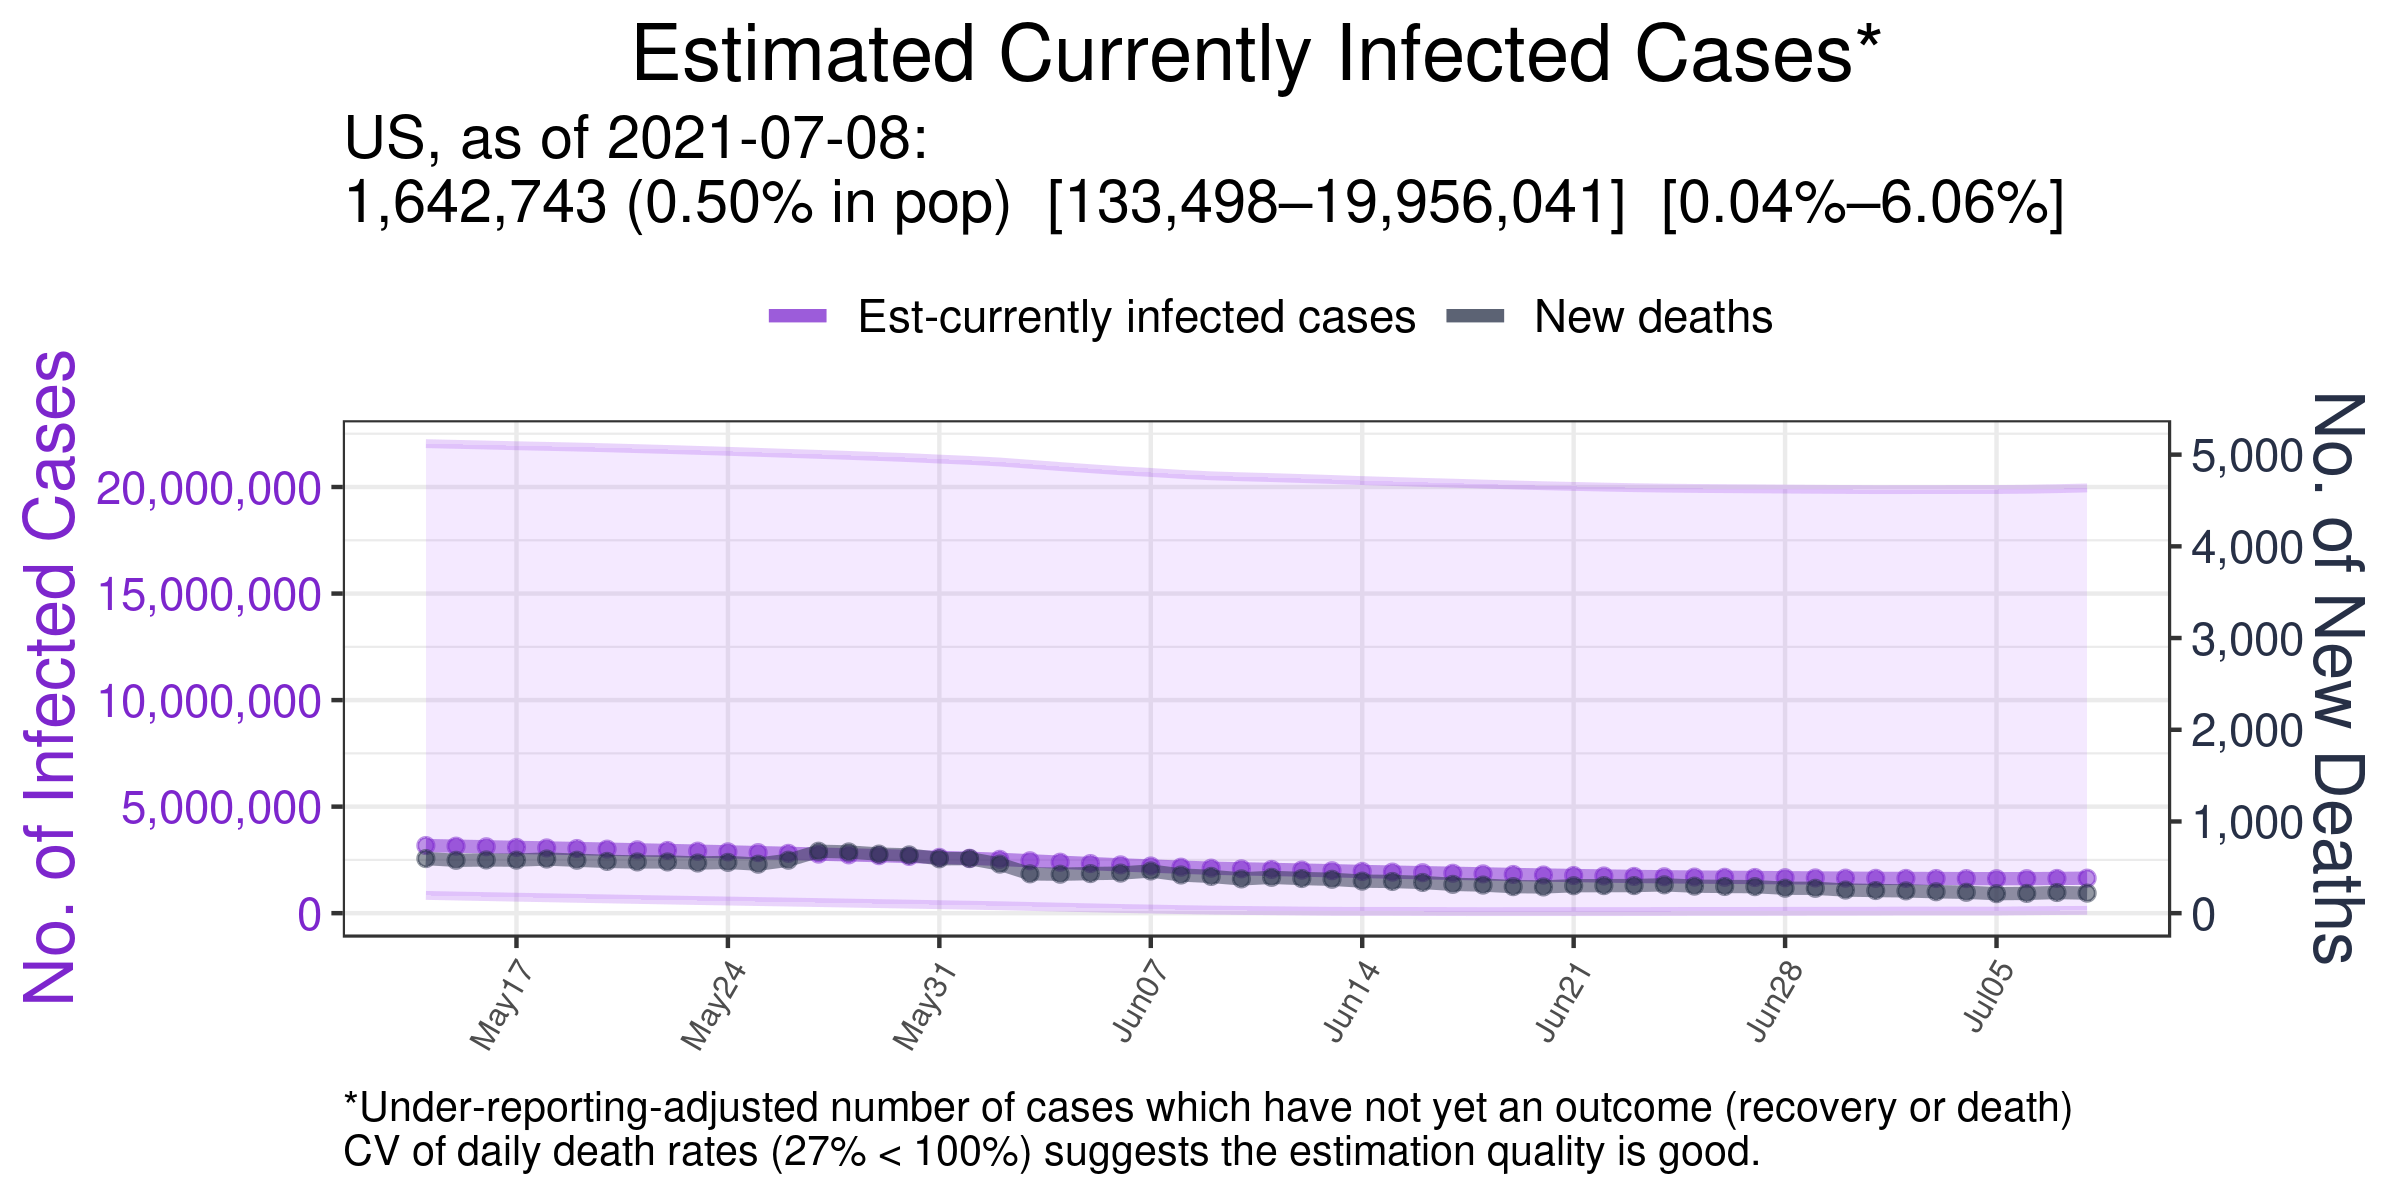 Estimated Currently Infected Cases*
US, as of 2021-07-08:
1,642,743 (0.50% in pop)  [133,498–19,956,041]  [0.04%–6.06%]
Est-currently infected cases
New deaths
No. of Infected Cases
20,000,000
15,000,000
10,000,000
5,000,000
0
5,000
4,000
3,000
2,000
1,000
0
No. of New Deaths
May17
May24
May31
Jun07
Jun14
Jun21
Jun28
Jul05
*Under-reporting-adjusted number of cases which have not yet an outcome (recovery or death)
CV of daily death rates (27% < 100%) suggests the estimation quality is good.